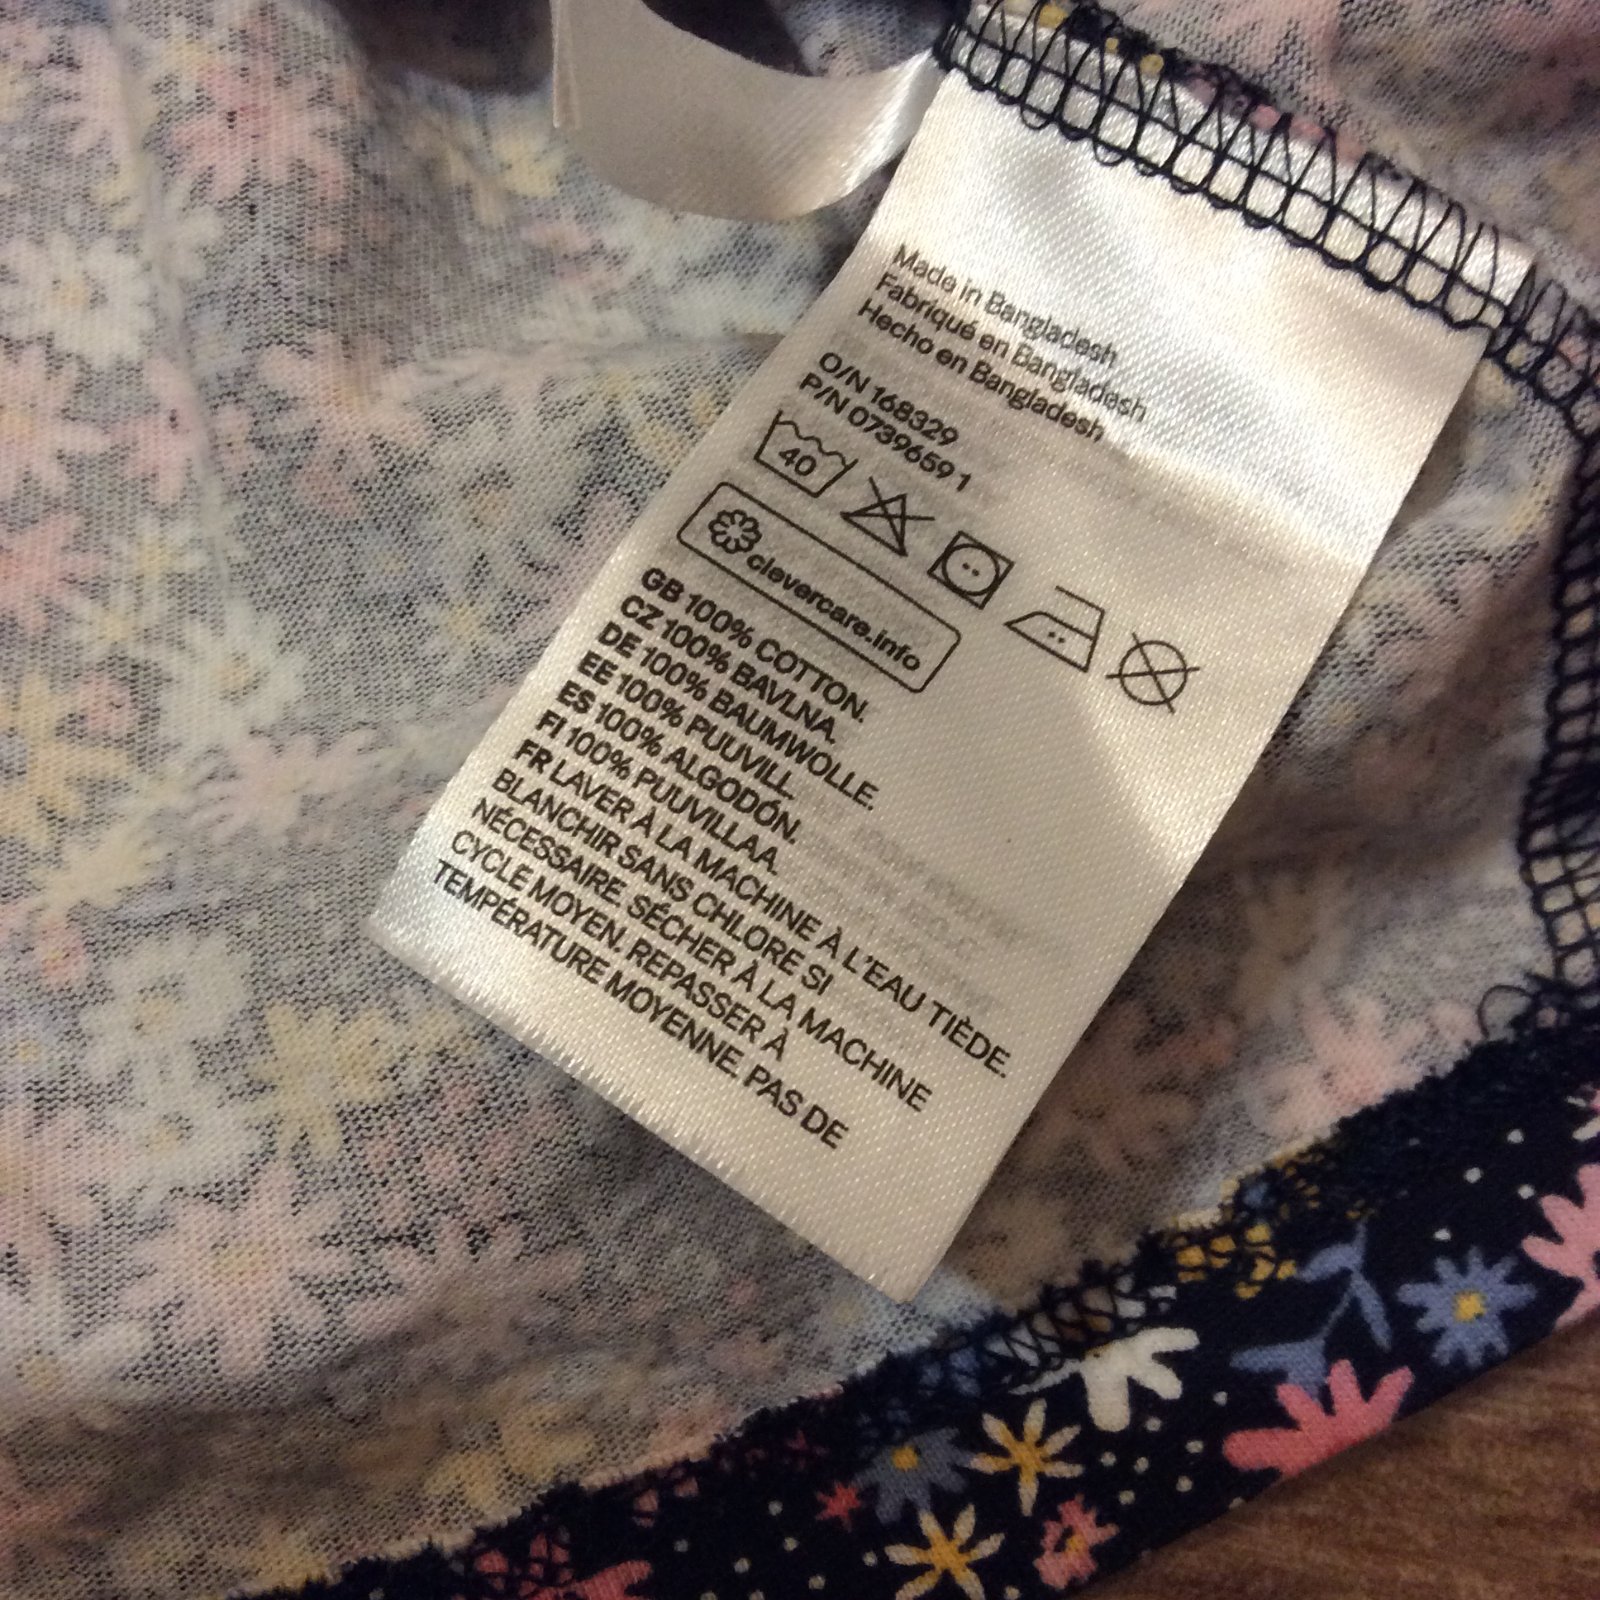 Made in Bangladesh
Fabriqué en Bangladesh
Hecho en Bangladesh
O/N 168329
P/N 0739659 1
40
clevercare.info
GB 100% COTTON.
CZ 100% BAVLNA.
DE 100% BAUMWOLLE.
EE 100% PUUVILL.
ES 100% ALGODÓN.
FI 100% PUUVILLAA.
FR LAVER À LA MACHINE À L'EAU TIÈDE.
BLANCHIR SANS CHLORE SI
NÉCESSAIRE. SÉCHER À LA MACHINE
CYCLE MOYEN. REPASSER À
TEMPÉRATURE MOYENNE. PAS DE